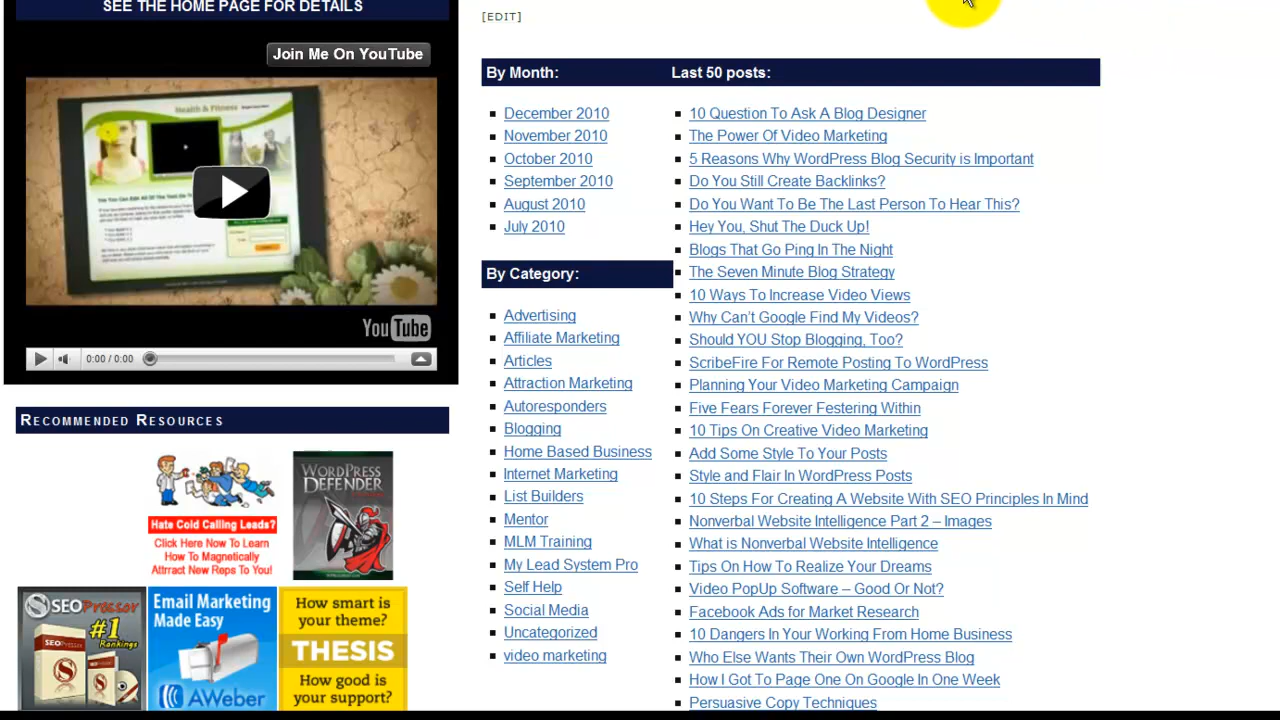 SEE THE HOME PAGE FOR DETAILS
Join Me On YouTube
Health & Fitness
YouTube
0:00 / 0:00
RECOMMENDED RESOURCES
Hate Cold Calling Leads?
Click Here Now To Learn
How To Magnetically
Attrract New Reps To You!
WORDPRESS
DEFENDER
SEOPressor
#1
Rankings
Email Marketing
Made Easy
AWeber
How smart is
your theme?
THESIS
How good is
your support?
[EDIT]
By Month:
December 2010
November 2010
October 2010
September 2010
August 2010
July 2010
By Category:
Advertising
Affiliate Marketing
Articles
Attraction Marketing
Autoresponders
Blogging
Home Based Business
Internet Marketing
List Builders
Mentor
MLM Training
My Lead System Pro
Self Help
Social Media
Uncategorized
video marketing
Last 50 posts:
10 Question To Ask A Blog Designer
The Power Of Video Marketing
5 Reasons Why WordPress Blog Security is Important
Do You Still Create Backlinks?
Do You Want To Be The Last Person To Hear This?
Hey You, Shut The Duck Up!
Blogs That Go Ping In The Night
The Seven Minute Blog Strategy
10 Ways To Increase Video Views
Why Can’t Google Find My Videos?
Should YOU Stop Blogging, Too?
ScribeFire For Remote Posting To WordPress
Planning Your Video Marketing Campaign
Five Fears Forever Festering Within
10 Tips On Creative Video Marketing
Add Some Style To Your Posts
Style and Flair In WordPress Posts
10 Steps For Creating A Website With SEO Principles In Mind
Nonverbal Website Intelligence Part 2 – Images
What is Nonverbal Website Intelligence
Tips On How To Realize Your Dreams
Video PopUp Software – Good Or Not?
Facebook Ads for Market Research
10 Dangers In Your Working From Home Business
Who Else Wants Their Own WordPress Blog
How I Got To Page One On Google In One Week
Persuasive Copy Techniques